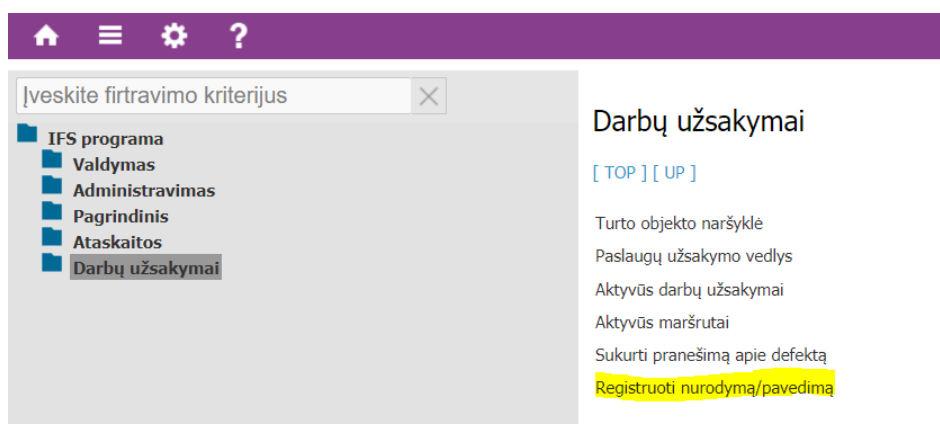 ?
Įveskite firtravimo kriterijus
IFS programa
Valdymas
Administravimas
Pagrindinis
Ataskaitos
Darbų užsakymai
Darbų užsakymai
[ TOP ] [ UP ]
Turto objekto naršyklė
Paslaugų užsakymo vedlys
Aktyvūs darbų užsakymai
Aktyvūs maršrutai
Sukurti pranešimą apie defektą
Registruoti nurodymą/pavedimą